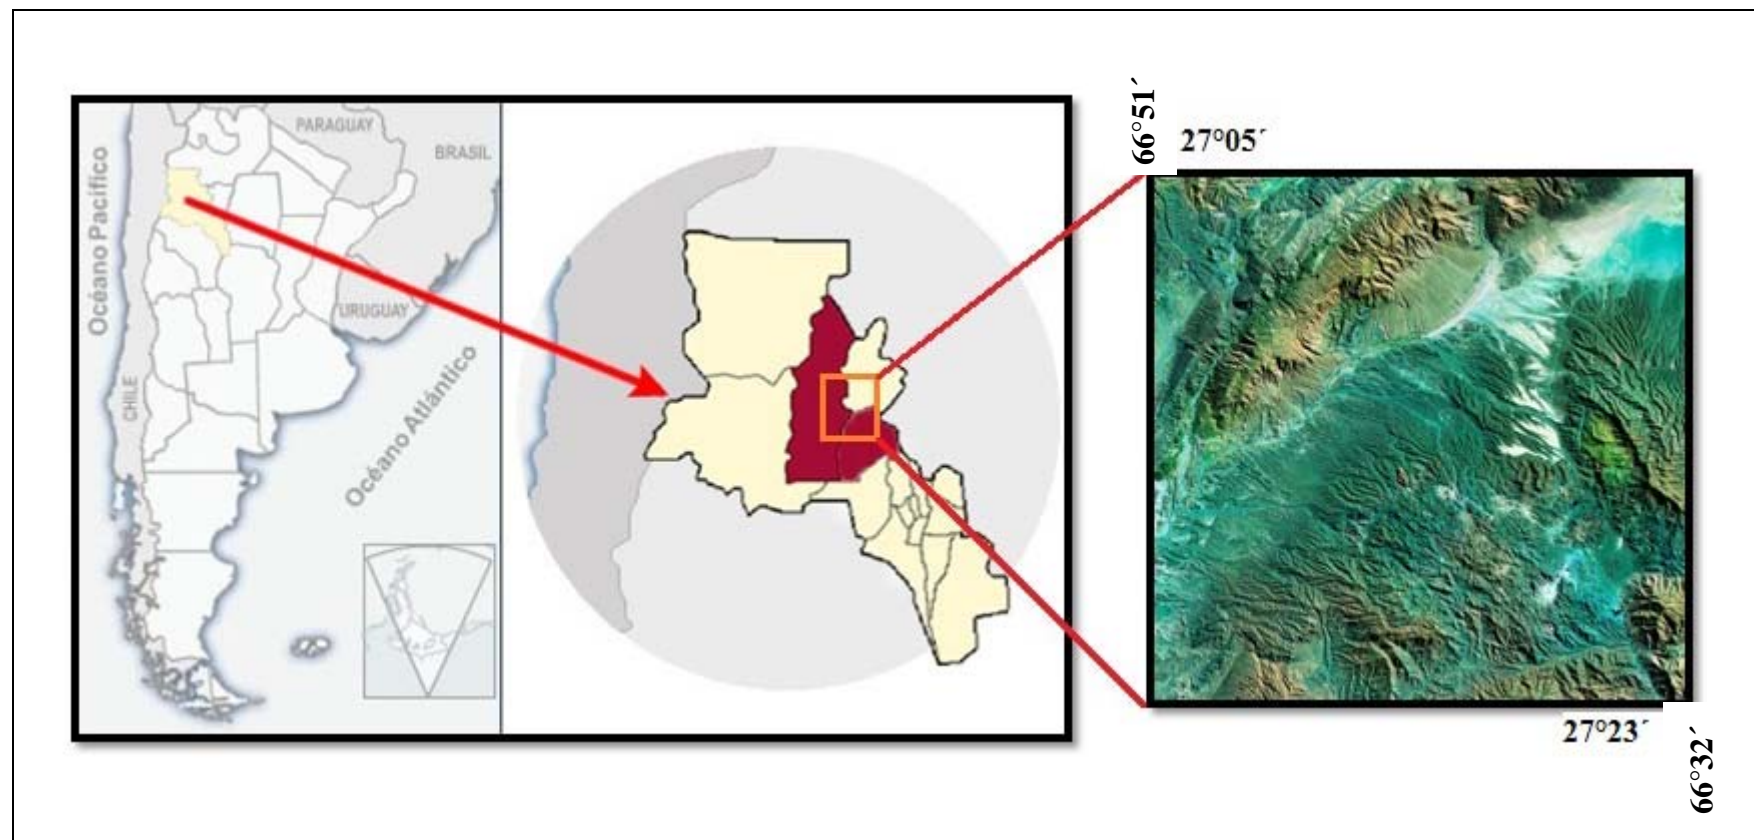 PARAGUAY
BRASIL
Océano Pacífico
URUGUAY
CHILE
Océano Atlántico
66°51´
27°05´
27°23´
66°32´